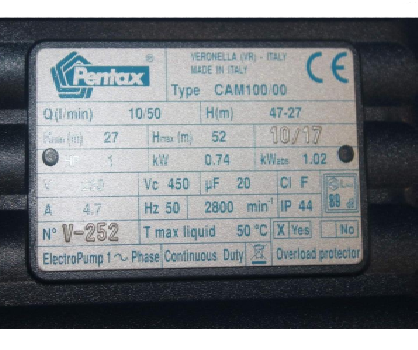 Pentax ® VERONELLA (VR) - ITALY
MADE IN ITALY CE
Type CAM100/00
Q(l/min) 10/50 H(m) 47-27
27 Hmax (m) 52 10/17
1 kW 0.74 kWabs 1.02
V Vc 450 µF 20 Cl F
A 4.7 Hz 50 2800 min⁻¹ IP 44 88
N° V-252 T max liquid 50 °C X Yes No
ElectroPump 1 ~ Phase Continuous Duty Overload protector